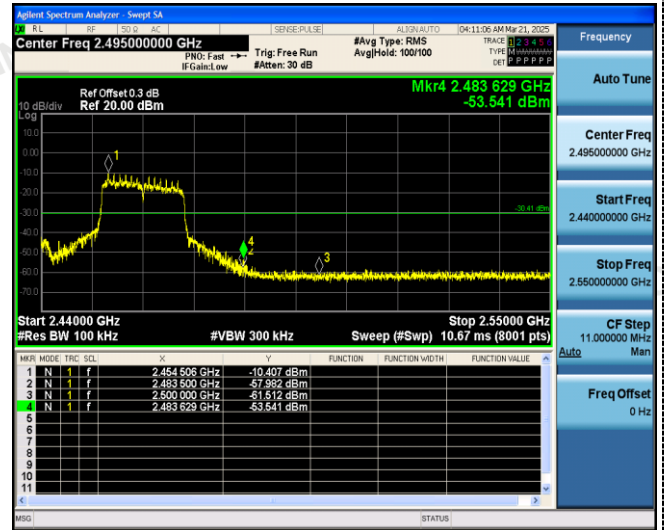 Agilent Spectrum Analyzer - Swept SA
RL RF 50 Ω AC SENSE:PULSE ALIGNAUTO 04:11:06 AM Mar 21, 2025
Center Freq 2.495000000 GHz
PNO: Fast
IFGain:Low
Trig: Free Run
#Atten: 30 dB
#Avg Type: RMS
Avg|Hold: 100/100
TRACE 1 2 3 4 5 6
TYPE M
DET P P P P P P
Frequency
Auto Tune
Center Freq
2.495000000 GHz
Start Freq
2.440000000 GHz
Stop Freq
2.550000000 GHz
CF Step
11.000000 MHz
Auto Man
Freq Offset
0 Hz
Mkr4 2.483 629 GHz
-53.541 dBm
Ref Offset 0.3 dB
10 dB/div Ref 20.00 dBm
Log
10.0
0.00
-10.0
-20.0
-30.0
-40.0
-50.0
-60.0
-70.0
1
4
2
3
-30.41 dBm
Start 2.44000 GHz Stop 2.55000 GHz
#Res BW 100 kHz #VBW 300 kHz Sweep (#Swp) 10.67 ms (8001 pts)
MKR MODE TRC SCL X Y FUNCTION FUNCTION WIDTH FUNCTION VALUE
1 N 1 f 2.454 506 GHz -10.407 dBm
2 N 1 f 2.483 500 GHz -57.982 dBm
3 N 1 f 2.500 000 GHz -61.512 dBm
4 N 1 f 2.483 629 GHz -53.541 dBm
5
6
7
8
9
10
11
MSG STATUS